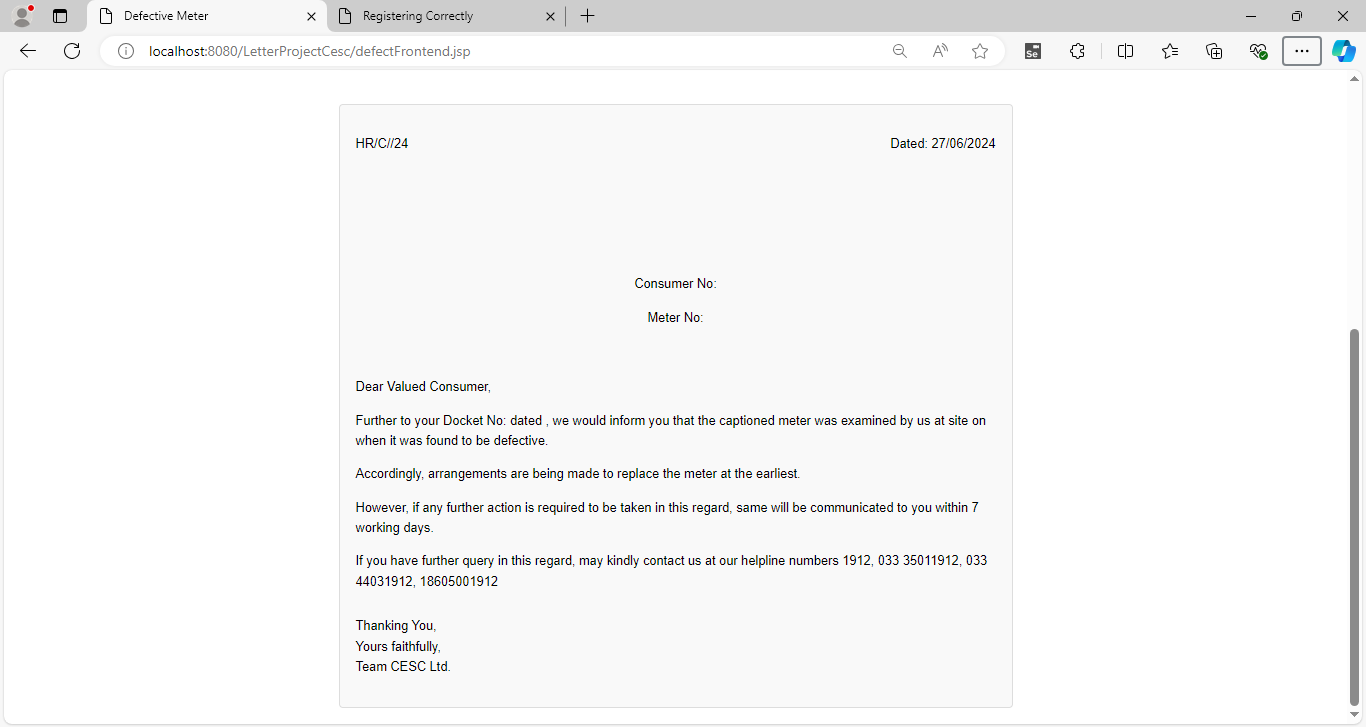 Defective Meter
Registering Correctly
localhost:8080/LetterProjectCesc/defectFrontend.jsp
Se
HR/C//24 Dated: 27/06/2024
Consumer No:
Meter No:
Dear Valued Consumer,
Further to your Docket No: dated , we would inform you that the captioned meter was examined by us at site on
when it was found to be defective.
Accordingly, arrangements are being made to replace the meter at the earliest.
However, if any further action is required to be taken in this regard, same will be communicated to you within 7
working days.
If you have further query in this regard, may kindly contact us at our helpline numbers 1912, 033 35011912, 033
44031912, 18605001912
Thanking You,
Yours faithfully,
Team CESC Ltd.